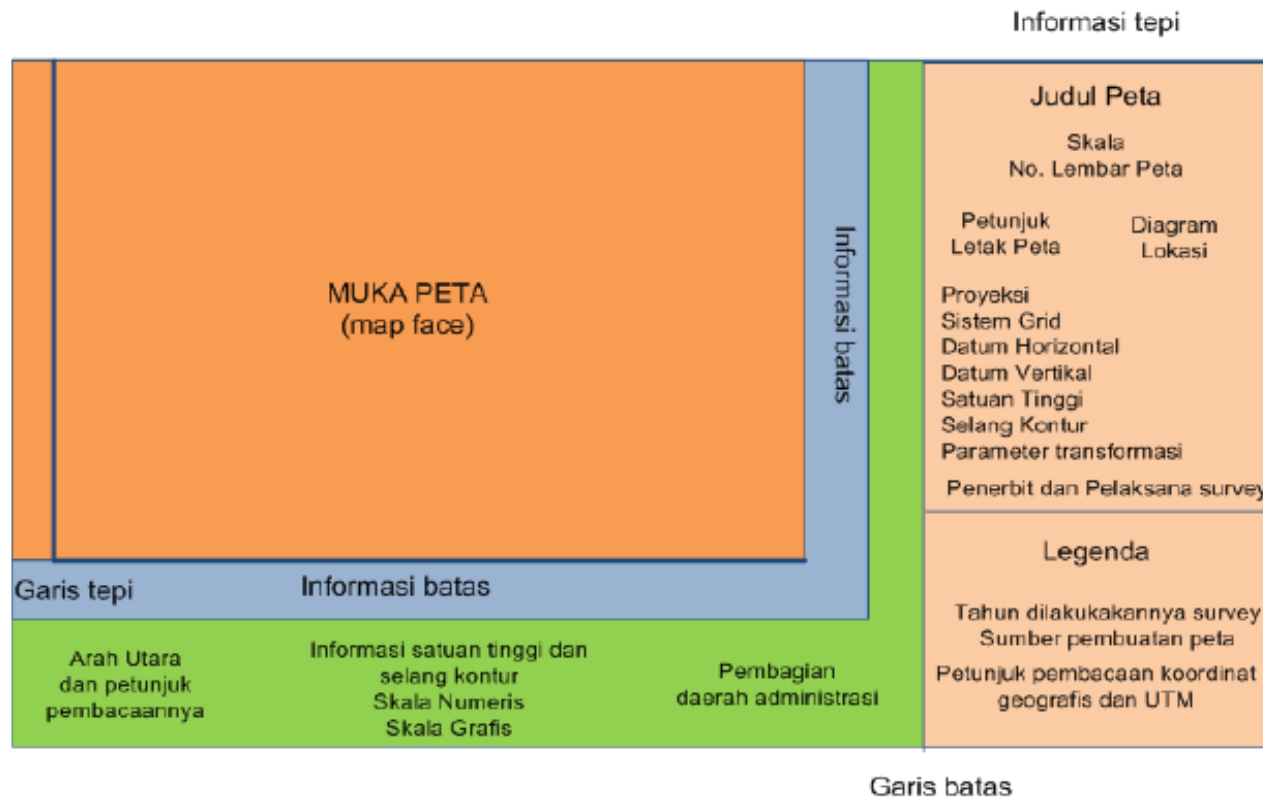 Informasi tepi
Judul Peta
Skala
No. Lembar Peta
Petunjuk
Letak Peta
Diagram
Lokasi
Proyeksi
Sistem Grid
Datum Horizontal
Datum Vertikal
Satuan Tinggi
Selang Kontur
Parameter transformasi
Penerbit dan Pelaksana survey
MUKA PETA
(map face)
Informasi batas
Garis tepi
Informasi batas
Legenda
Tahun dilakukakannya survey
Sumber pembuatan peta
Petunjuk pembacaan koordinat
geografis dan UTM
Arah Utara
dan petunjuk
pembacaannya
Informasi satuan tinggi dan
selang kontur
Skala Numeris
Skala Grafis
Pembagian
daerah administrasi
Garis batas